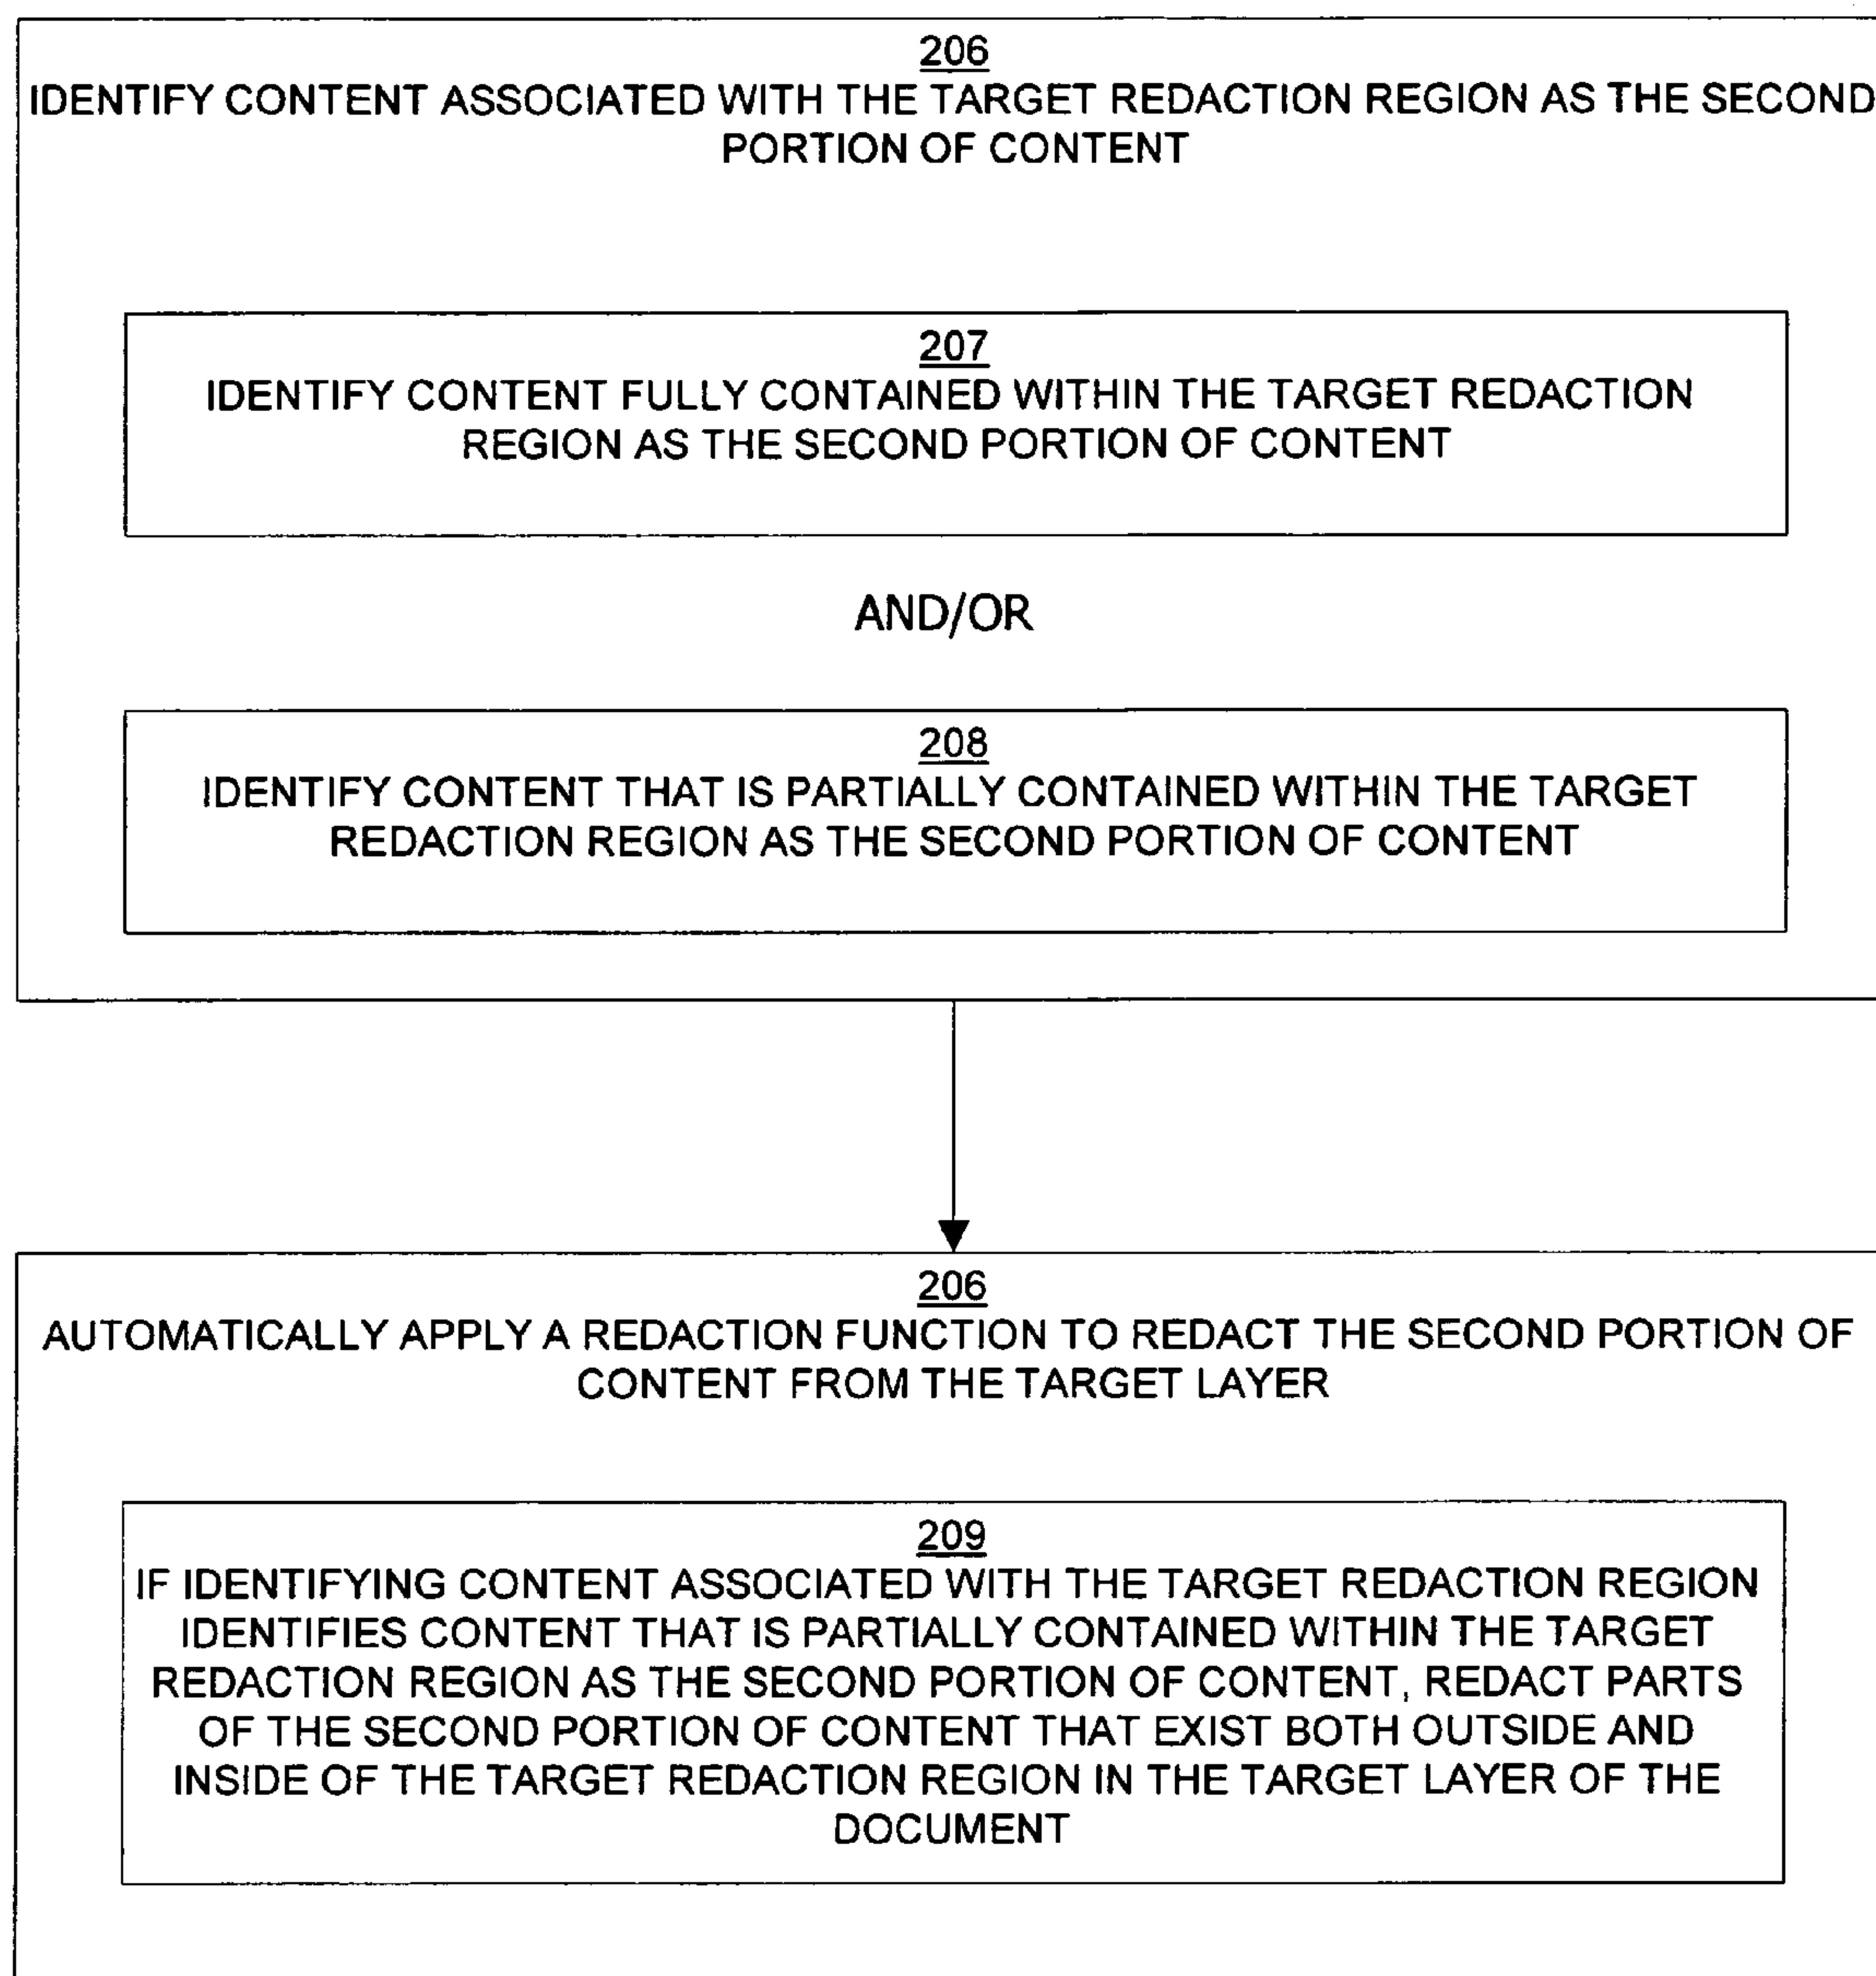 206
IDENTIFY CONTENT ASSOCIATED WITH THE TARGET REDACTION REGION AS THE SECOND
PORTION OF CONTENT
207
IDENTIFY CONTENT FULLY CONTAINED WITHIN THE TARGET REDACTION
REGION AS THE SECOND PORTION OF CONTENT
AND/OR
208
IDENTIFY CONTENT THAT IS PARTIALLY CONTAINED WITHIN THE TARGET
REDACTION REGION AS THE SECOND PORTION OF CONTENT
206
AUTOMATICALLY APPLY A REDACTION FUNCTION TO REDACT THE SECOND PORTION OF
CONTENT FROM THE TARGET LAYER
209
IF IDENTIFYING CONTENT ASSOCIATED WITH THE TARGET REDACTION REGION
IDENTIFIES CONTENT THAT IS PARTIALLY CONTAINED WITHIN THE TARGET
REDACTION REGION AS THE SECOND PORTION OF CONTENT, REDACT PARTS
OF THE SECOND PORTION OF CONTENT THAT EXIST BOTH OUTSIDE AND
INSIDE OF THE TARGET REDACTION REGION IN THE TARGET LAYER OF THE
DOCUMENT